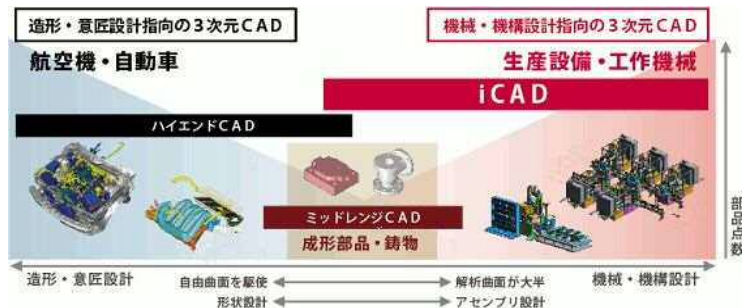 造形・意匠設計指向の3次元CAD
機械・機構設計指向の3次元CAD
航空機・自動車
生産設備・工作機械
iCAD
ハイエンドCAD
ミッドレンジCAD
成形部品・鋳物
部品点数
造形・意匠設計
自由曲面を駆使
解析曲面が大半
機械・機構設計
形状設計
アセンブリ設計